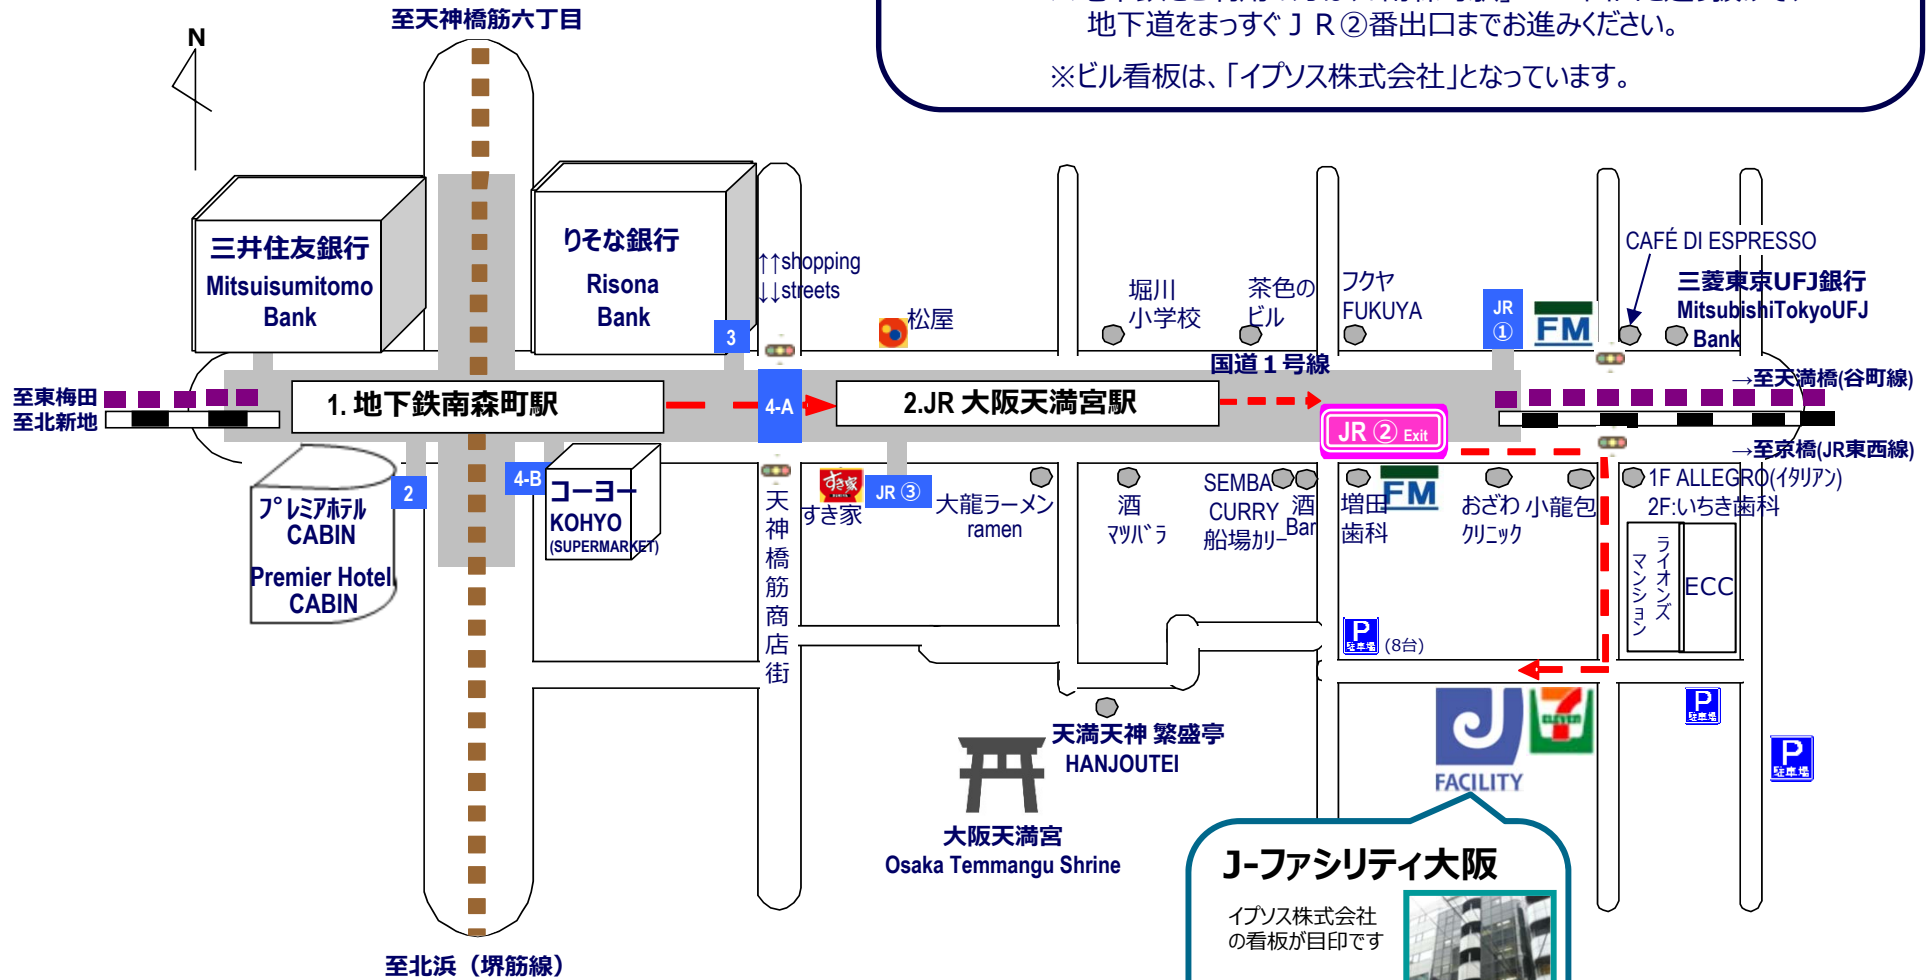 地下道をまっすぐJR②番出口までお進みください。
※ビル看板は、「イプソス株式会社」となっています。
至天神橋筋六丁目
N
三井住友銀行
Mitsuisumitomo
Bank
りそな銀行
Risona
Bank
↑↑shopping
↓↓streets
3
松屋
堀川
小学校
茶色の
ビル
フクヤ
FUKUYA
JR
①
FM
CAFÉ DI ESPRESSO
三菱東京UFJ銀行
MitsubishiTokyoUFJ
Bank
国道1号線
至東梅田
至北新地
1. 地下鉄南森町駅
4-A
2.JR 大阪天満宮駅
JR ② Exit
→至天満橋(谷町線)
→至京橋(JR東西線)
プレミアホテル
CABIN
Premier Hotel
CABIN
2
4-B
コーヨー
KOHYO
(SUPERMARKET)
天神橋筋商店街
すき家
すき家
JR ③
大龍ラーメン
ramen
酒
マツバラ
SEMBA
CURRY
船場カリー
酒
Bar
増田
歯科
FM
おざわ
クリニック
小龍包
1F ALLEGRO(イタリアン)
2F:いちき歯科
ライオンズ
マンション
ECC
P
駐車場
(8台)
J
FACILITY
7
ELEVEN
P
駐車場
P
駐車場
天満天神 繁盛亭
HANJOUTEI
大阪天満宮
Osaka Temmangu Shrine
J-ファシリティ大阪
イプソス株式会社
の看板が目印です
至北浜（堺筋線）